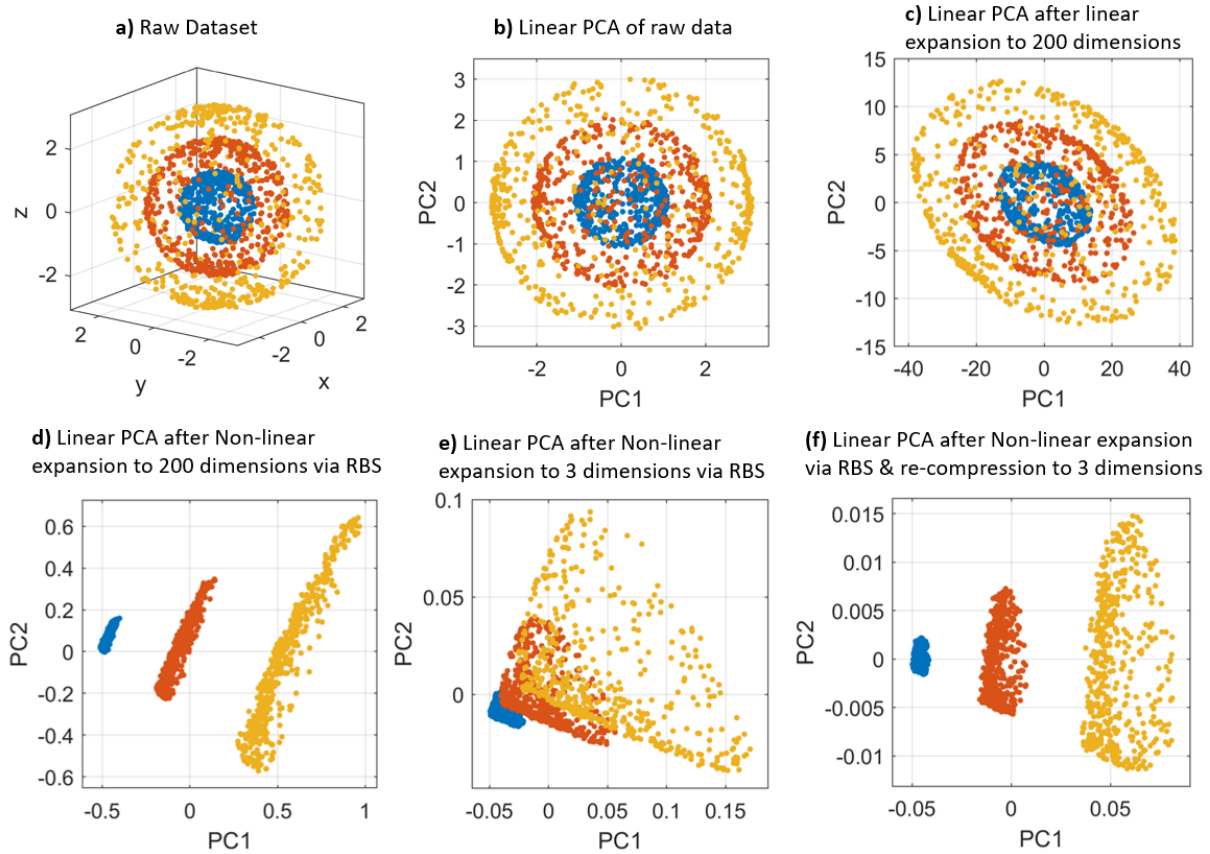 a) Raw Dataset
b) Linear PCA of raw data
c) Linear PCA after linear
expansion to 200 dimensions
2
0
-2
z
2
0
-2
y
-2
0
2
x
3
2
1
0
-1
-2
-3
PC2
-2
0
2
PC1
15
10
5
0
-5
-10
-15
PC2
-40
-20
0
20
40
PC1
d) Linear PCA after Non-linear
expansion to 200 dimensions via RBS
e) Linear PCA after Non-linear
expansion to 3 dimensions via RBS
(f) Linear PCA after Non-linear expansion
via RBS & re-compression to 3 dimensions
0.6
0.4
0.2
0
-0.2
-0.4
-0.6
PC2
-0.5
0
0.5
1
PC1
0.1
0.05
0
-0.05
PC2
-0.05
0
0.05
0.1
0.15
PC1
0.015
0.01
0.005
0
-0.005
-0.01
PC2
-0.05
0
0.05
PC1